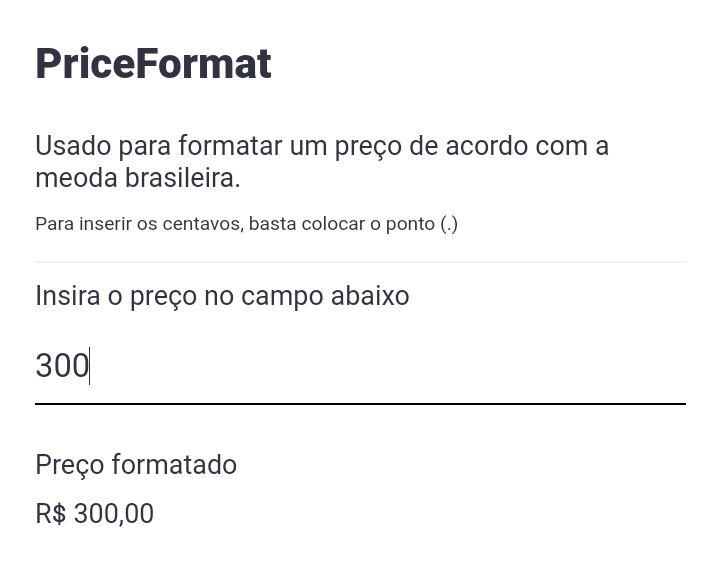 PriceFormat
Usado para formatar um preço de acordo com a
meoda brasileira.
Para inserir os centavos, basta colocar o ponto (.)
Insira o preço no campo abaixo
300
Preço formatado
R$ 300,00